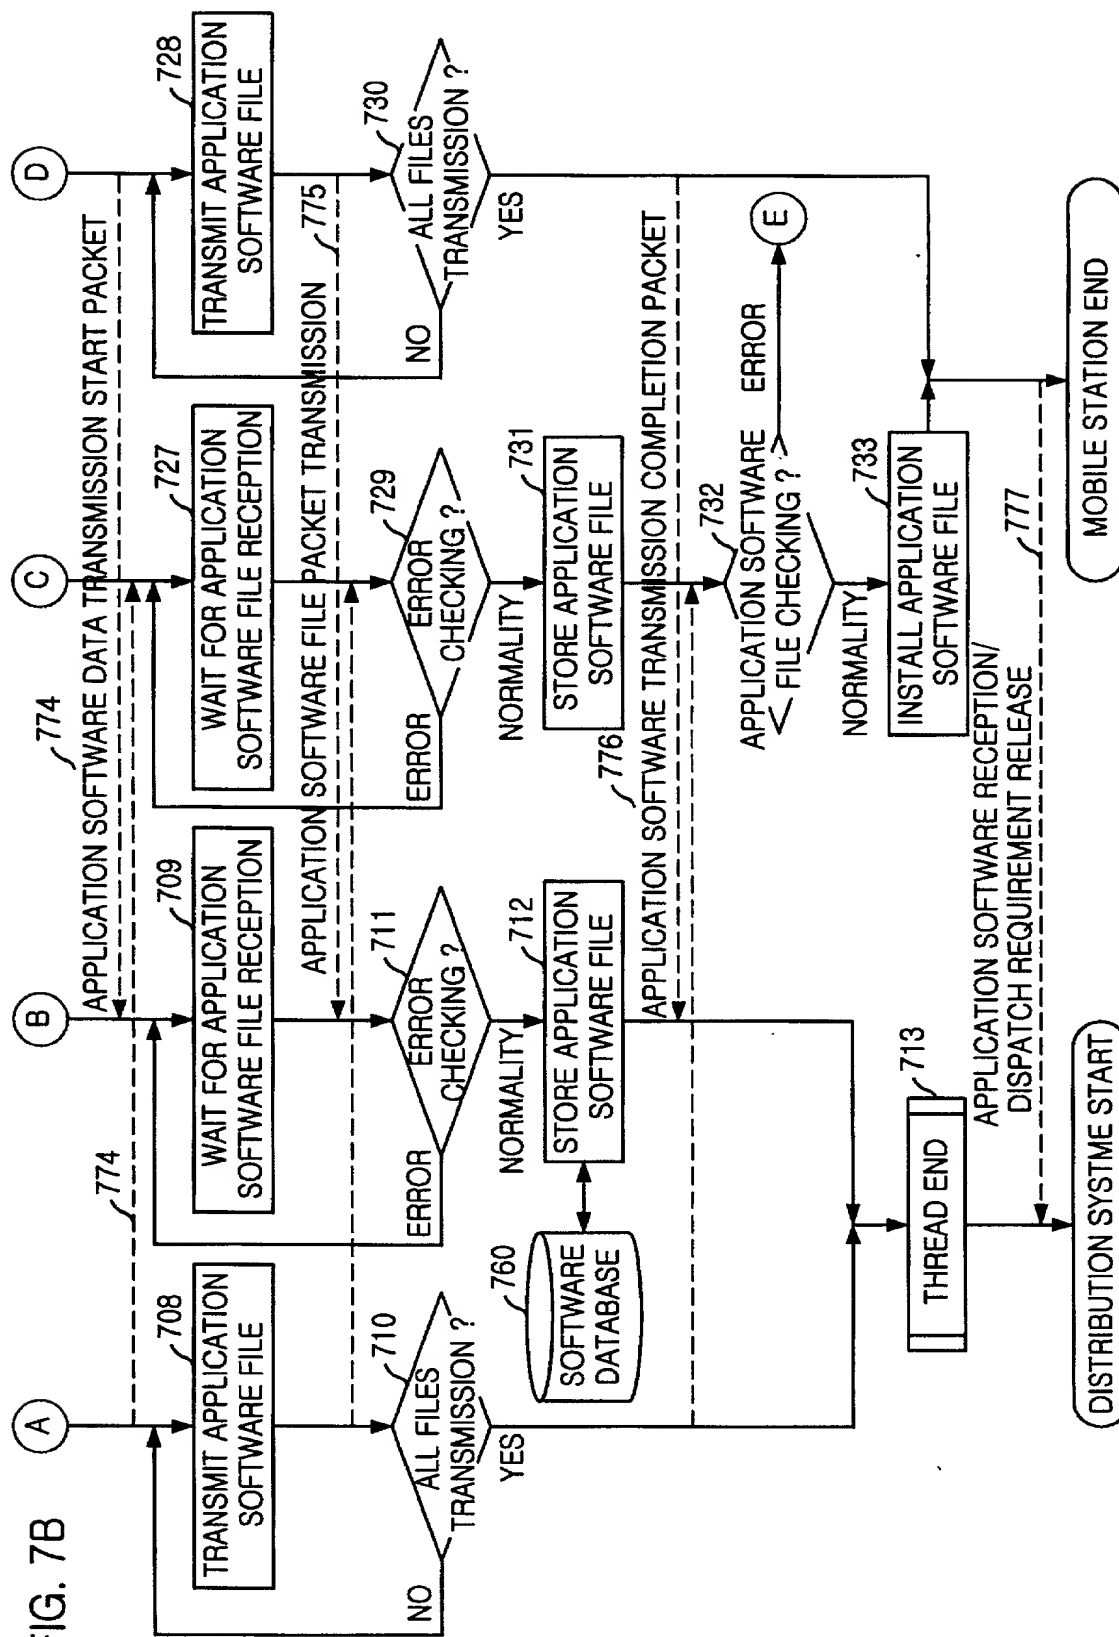 FIG. 7B
A
B
C
D
774
774
APPLICATION SOFTWARE DATA TRANSMISSION START PACKET
708
TRANSMIT APPLICATION
SOFTWARE FILE
709
WAIT FOR APPLICATION
SOFTWARE FILE RECEPTION
727
WAIT FOR APPLICATION
SOFTWARE FILE RECEPTION
728
TRANSMIT APPLICATION
SOFTWARE FILE
APPLICATION SOFTWARE FILE PACKET TRANSMISSION
775
710
ALL FILES
TRANSMISSION ?
NO
YES
711
ERROR
CHECKING ?
ERROR
NORMALITY
729
ERROR
CHECKING ?
ERROR
NORMALITY
730
ALL FILES
TRANSMISSION ?
NO
YES
760
SOFTWARE
DATABASE
712
STORE APPLICATION
SOFTWARE FILE
731
STORE APPLICATION
SOFTWARE FILE
776
APPLICATION SOFTWARE TRANSMISSION COMPLETION PACKET
732
APPLICATION SOFTWARE
FILE CHECKING ?
ERROR
E
NORMALITY
733
INSTALL APPLICATION
SOFTWARE FILE
713
THREAD END
APPLICATION SOFTWARE RECEPTION/
DISPATCH REQUIREMENT RELEASE
777
DISTRIBUTION SYSTME START
MOBILE STATION END